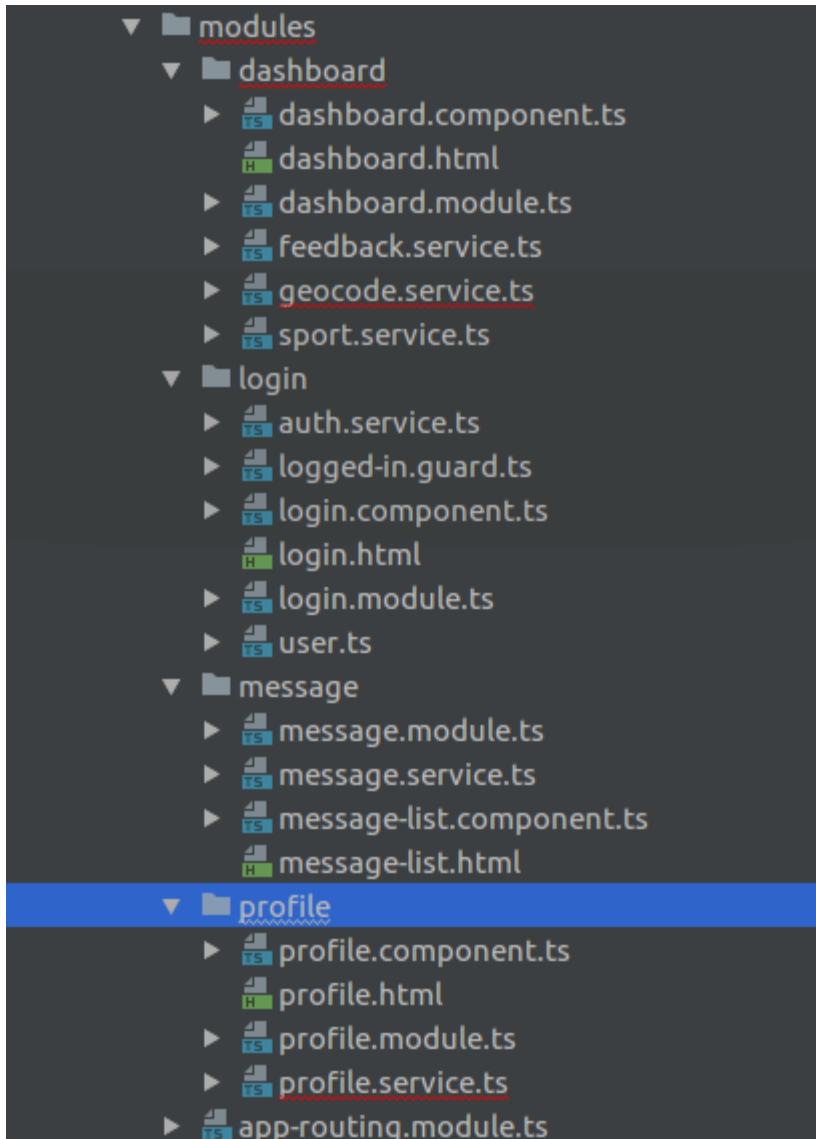 modules
dashboard
dashboard.component.ts
dashboard.html
dashboard.module.ts
feedback.service.ts
geocode.service.ts
sport.service.ts
login
auth.service.ts
logged-in.guard.ts
login.component.ts
login.html
login.module.ts
user.ts
message
message.module.ts
message.service.ts
message-list.component.ts
message-list.html
profile
profile.component.ts
profile.html
profile.module.ts
profile.service.ts
app-routing.module.ts